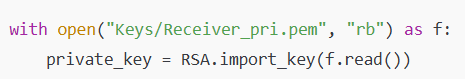 with open("Keys/Receiver_pri.pem", "rb") as f:
    private_key = RSA.import_key(f.read())